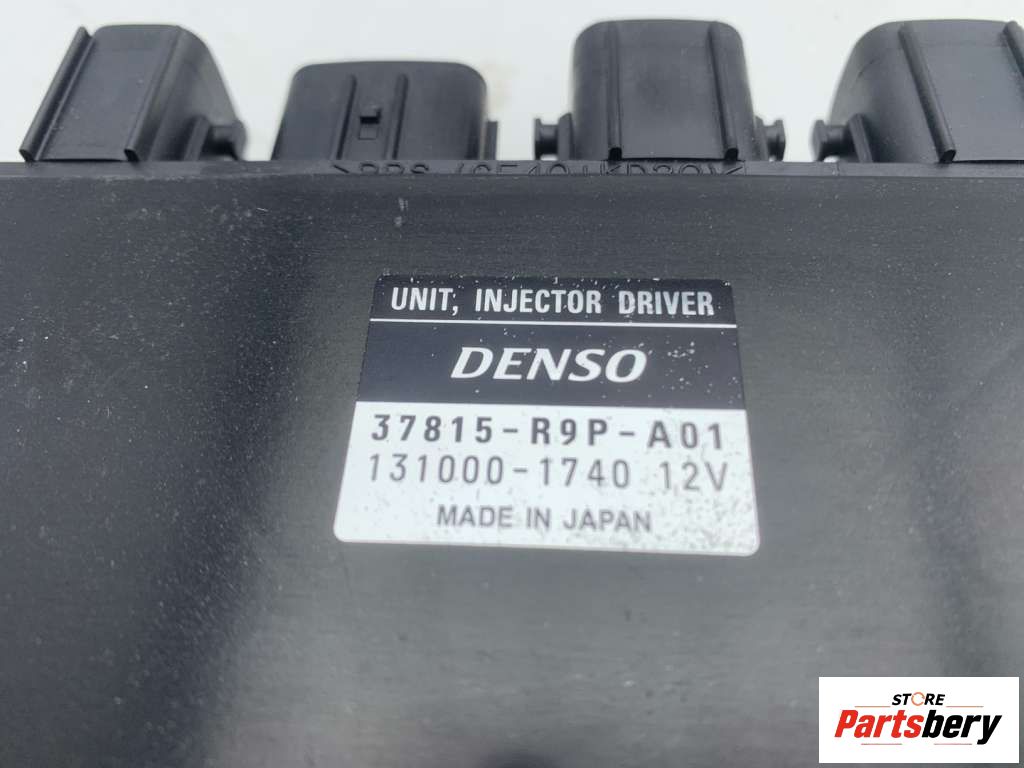 UNIT, INJECTOR DRIVER
DENSO
37815-R9P-A01
131000-1740 12V
MADE IN JAPAN
STORE
Partsbery